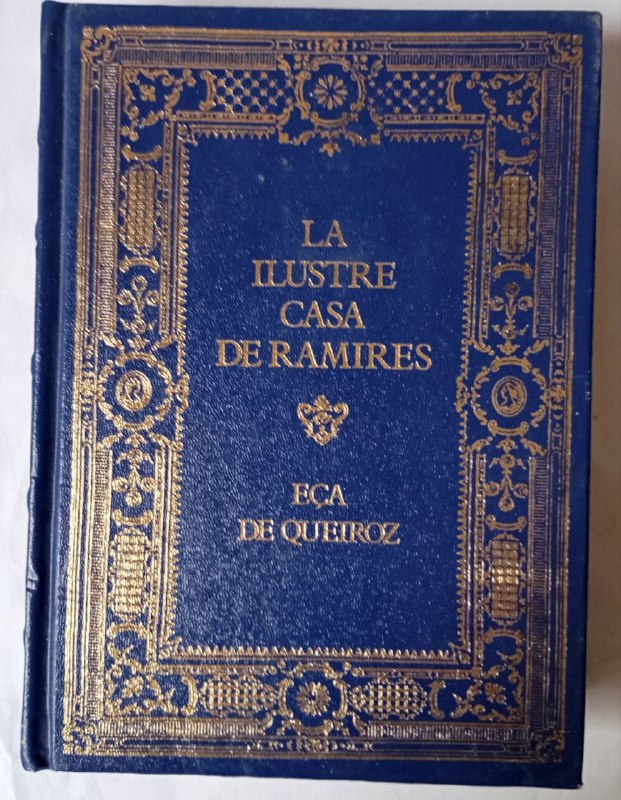 LA
ILUSTRE
CASA
DE RAMIRES
EÇA
DE QUEIROZ